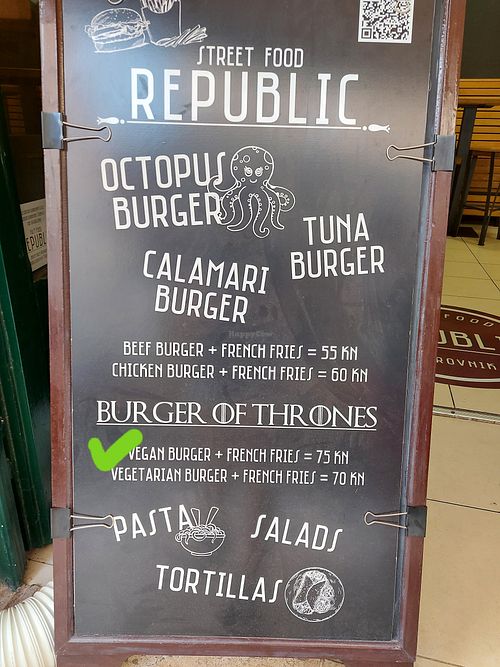 STREET FOOD
REPUBLIC
OCTOPUS
BURGER
TUNA
BURGER
CALAMARI
BURGER
HappyCow
BEEF BURGER + FRENCH FRIES = 55 KN
CHICKEN BURGER + FRENCH FRIES = 60 KN
BURGER OF THRONES
VEGAN BURGER + FRENCH FRIES = 75 KN
VEGETARIAN BURGER + FRENCH FRIES = 70 KN
PASTA
SALADS
TORTILLAS